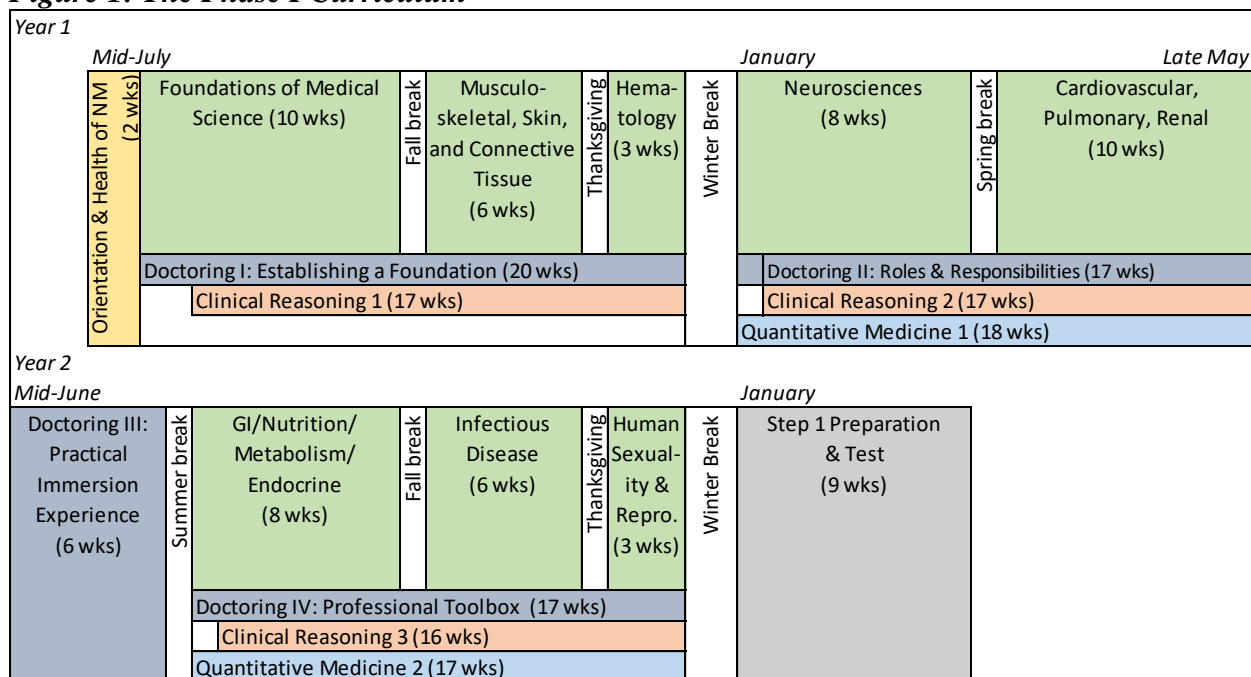 Figure 1: The Phase I Curriculum
Year 1
Mid-July
January
Late May
Orientation & Health of NM
(2 wks)
Foundations of Medical
Science (10 wks)
Fall break
Musculo-
skeletal, Skin,
and Connective
Tissue
(6 wks)
Thanksgiving
Hema-
tology
(3 wks)
Winter Break
Neurosciences
(8 wks)
Spring break
Cardiovascular,
Pulmonary, Renal
(10 wks)
Doctoring I: Establishing a Foundation (20 wks)
Doctoring II: Roles & Responsibilities (17 wks)
Clinical Reasoning 1 (17 wks)
Clinical Reasoning 2 (17 wks)
Quantitative Medicine 1 (18 wks)
Year 2
Mid-June
January
Doctoring III:
Practical
Immersion
Experience
(6 wks)
Summer break
GI/Nutrition/
Metabolism/
Endocrine
(8 wks)
Fall break
Infectious
Disease
(6 wks)
Thanksgiving
Human
Sexual-
ity &
Repro.
(3 wks)
Winter Break
Step 1 Preparation
& Test
(9 wks)
Doctoring IV: Professional Toolbox (17 wks)
Clinical Reasoning 3 (16 wks)
Quantitative Medicine 2 (17 wks)